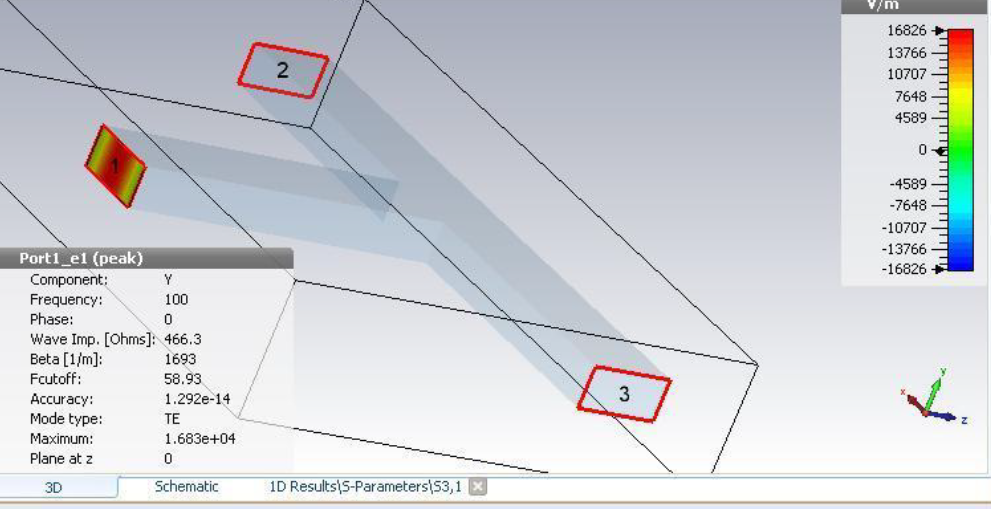 V/m
16826
13766
10707
7648
4589
0
-4589
-7648
-10707
-13766
-16826
2
1
3
Port1_e1 (peak)
Component: Y
Frequency: 100
Phase: 0
Wave Imp. [Ohms]: 466.3
Beta [1/m]: 1693
Fcutoff: 58.93
Accuracy: 1.292e-14
Mode type: TE
Maximum: 1.683e+04
Plane at z 0
y
x
z
3D Schematic 1D Results\S-Parameters\S3,1